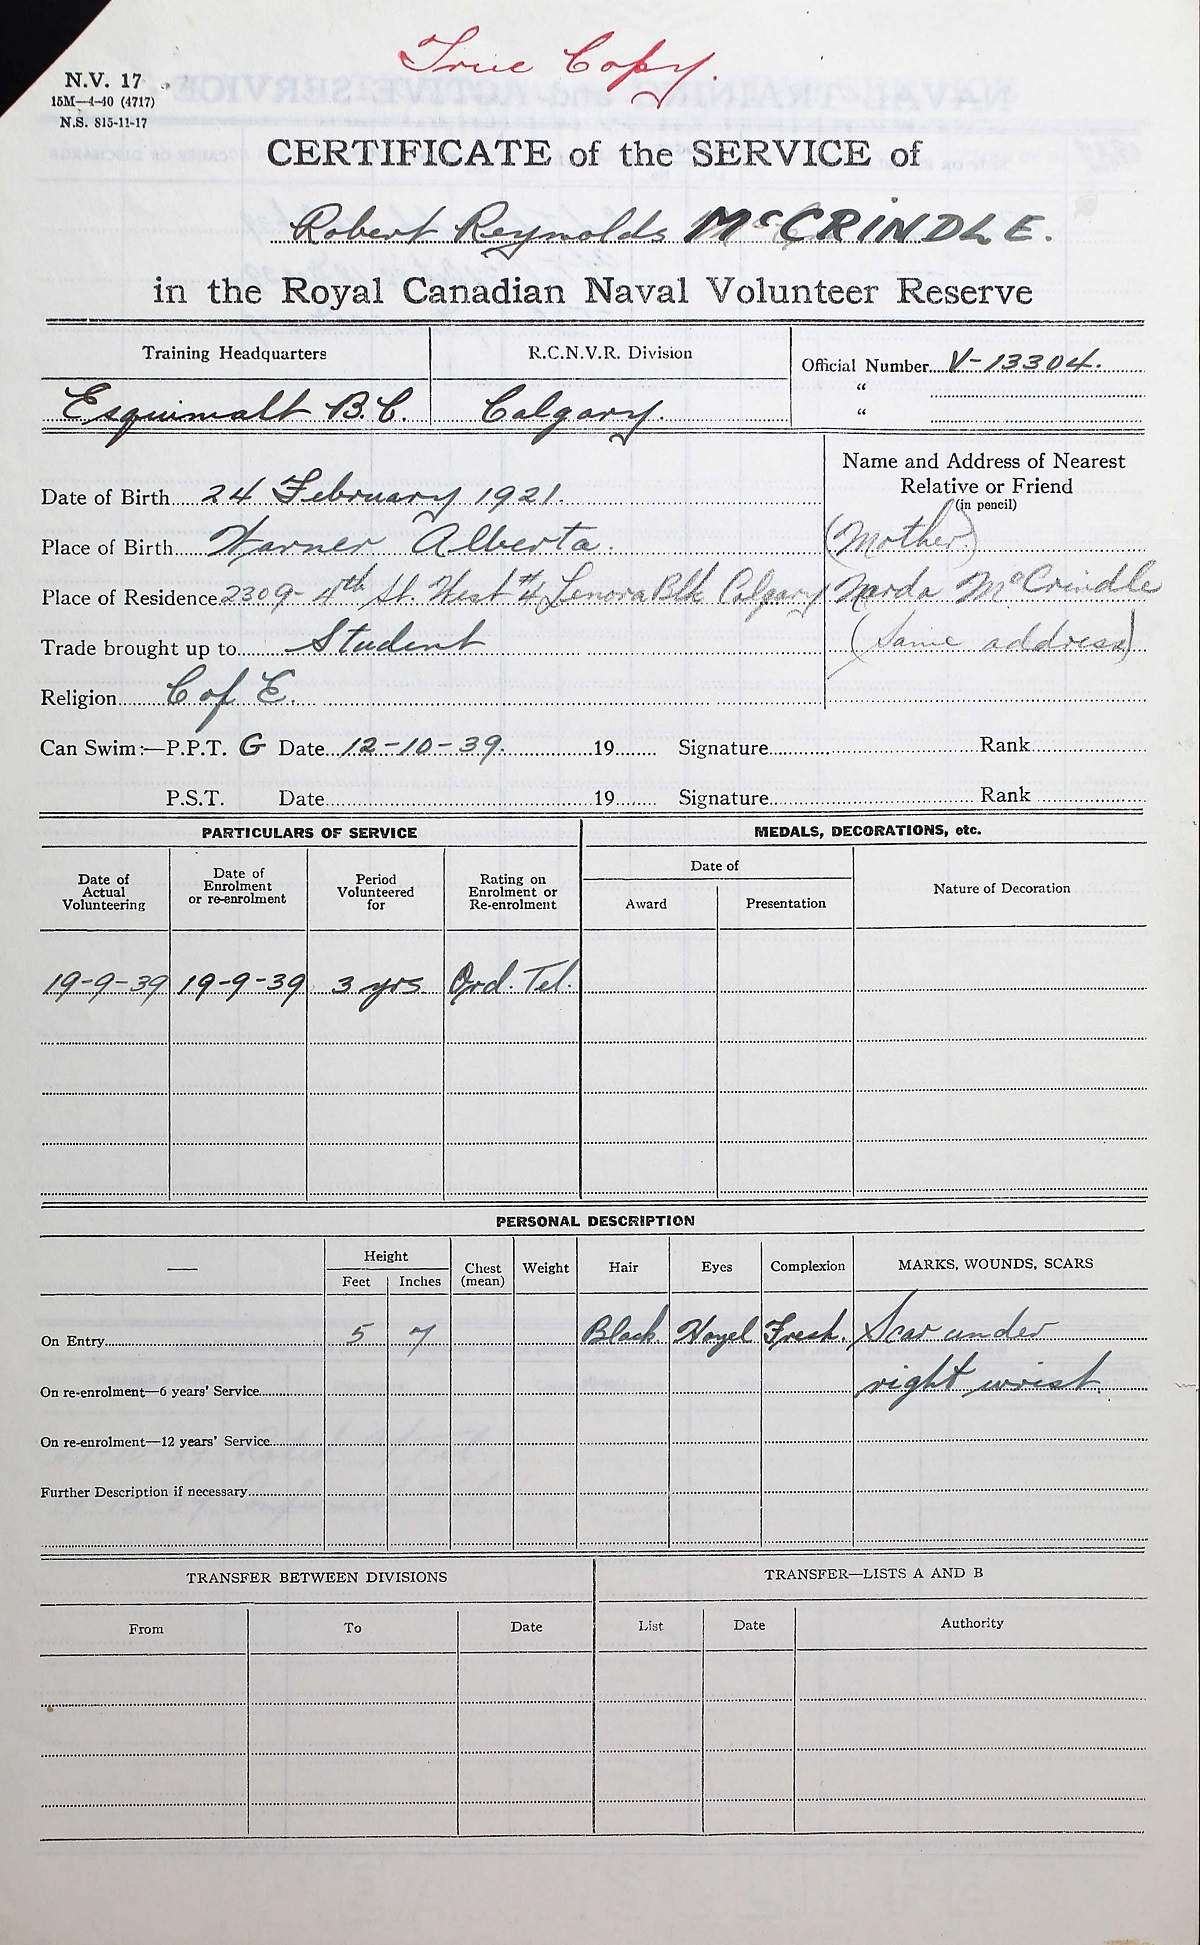 True Copy.
N.V. 17
15M—4-40 (4717)
N.S. 815-11-17
CERTIFICATE of the SERVICE of
Robert Reynolds McCRINDLE.
in the Royal Canadian Naval Volunteer Reserve
Training Headquarters
Esquimalt B.C.
R.C.N.V.R. Division
Calgary.
Official Number V-13304.
"
"
Name and Address of Nearest
Relative or Friend
(in pencil)
(Mother)
Narda McCrindle
(Same address)
Date of Birth 24 February 1921.
Place of Birth Warner Alberta.
Place of Residence 2309- 4th St. West #4 Lenora Blk Calgary
Trade brought up to Student
Religion C of E.
Can Swim:—P.P.T. G Date 12-10-39. 19 Signature Rank
P.S.T. Date 19 Signature Rank
PARTICULARS OF SERVICE
Date of
Actual
Volunteering
Date of
Enrolment
or re-enrolment
Period
Volunteered
for
Rating on
Enrolment or
Re-enrolment
19-9-39 19-9-39 3 yrs Ord. Tel.
MEDALS, DECORATIONS, etc.
Date of
Award
Presentation
Nature of Decoration
PERSONAL DESCRIPTION
—
Height
Feet
Inches
Chest
(mean)
Weight
Hair
Eyes
Complexion
MARKS, WOUNDS, SCARS
On Entry 5 7 Black Hazel Fresh. Scar under
right wrist
On re-enrolment—6 years' Service
On re-enrolment—12 years' Service
Further Description if necessary
TRANSFER BETWEEN DIVISIONS
From
To
Date
TRANSFER—LISTS A AND B
List
Date
Authority